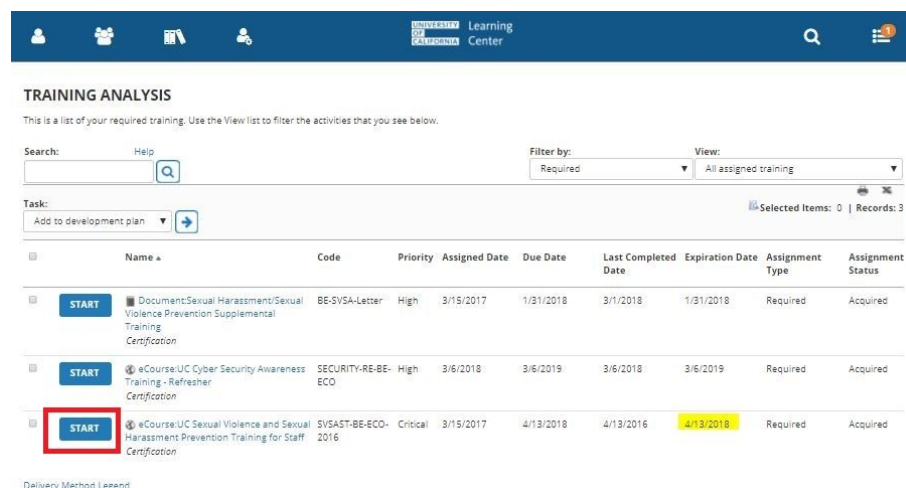 UNIVERSITY OF CALIFORNIA Learning Center
1
TRAINING ANALYSIS
This is a list of your required training. Use the View list to filter the activities that you see below.
Search: Help Filter by: View:
Required All assigned training
Task:
Add to development plan Selected Items: 0 | Records: 3
Name Code Priority Assigned Date Due Date Last Completed Date Expiration Date Assignment Type Assignment Status
START Document:Sexual Harassment/Sexual Violence Prevention Supplemental Training BE-SVSA-Letter High 3/15/2017 1/31/2018 3/1/2018 1/31/2018 Required Acquired
Certification
START eCourse:UC Cyber Security Awareness Training - Refresher SECURITY-RE-BE-ECO High 3/6/2018 3/6/2019 3/6/2018 3/6/2019 Required Acquired
Certification
START eCourse:UC Sexual Violence and Sexual Harassment Prevention Training for Staff SVSAST-BE-ECO-2016 Critical 3/15/2017 4/13/2018 4/13/2016 4/13/2018 Required Acquired
Certification
Delivery Method Legend